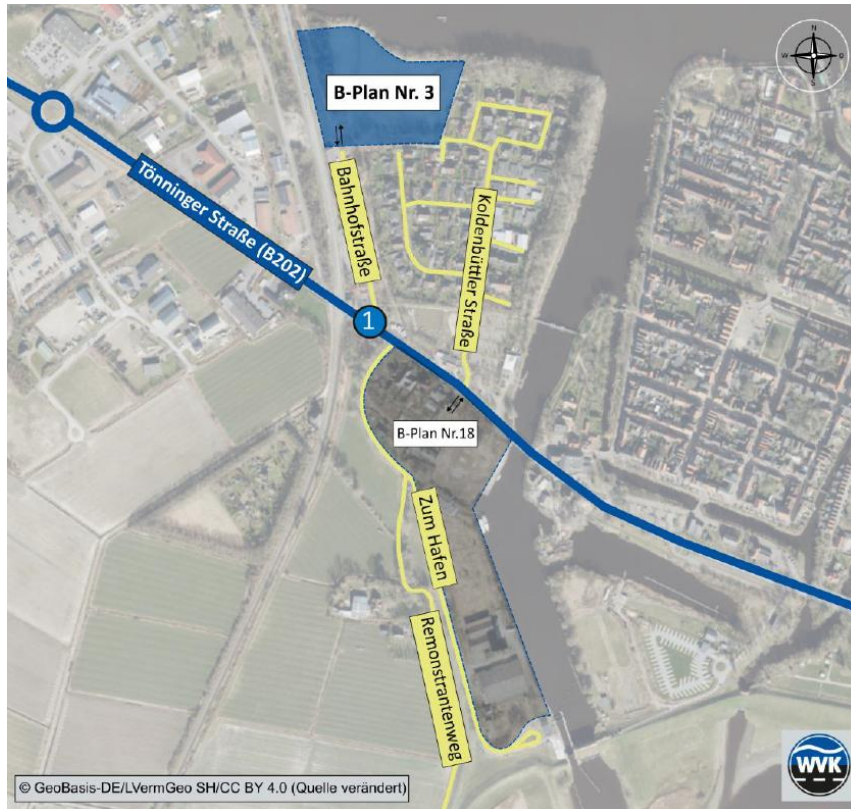 N
W
O
S
B-Plan Nr. 3
Tönninger Straße (B202)
Bahnhofstraße
Koldenbüttler Straße
1
B-Plan Nr.18
Zum Hafen
Remonstrantenweg
WVK
© GeoBasis-DE/LVermGeo SH/CC BY 4.0 (Quelle verändert)